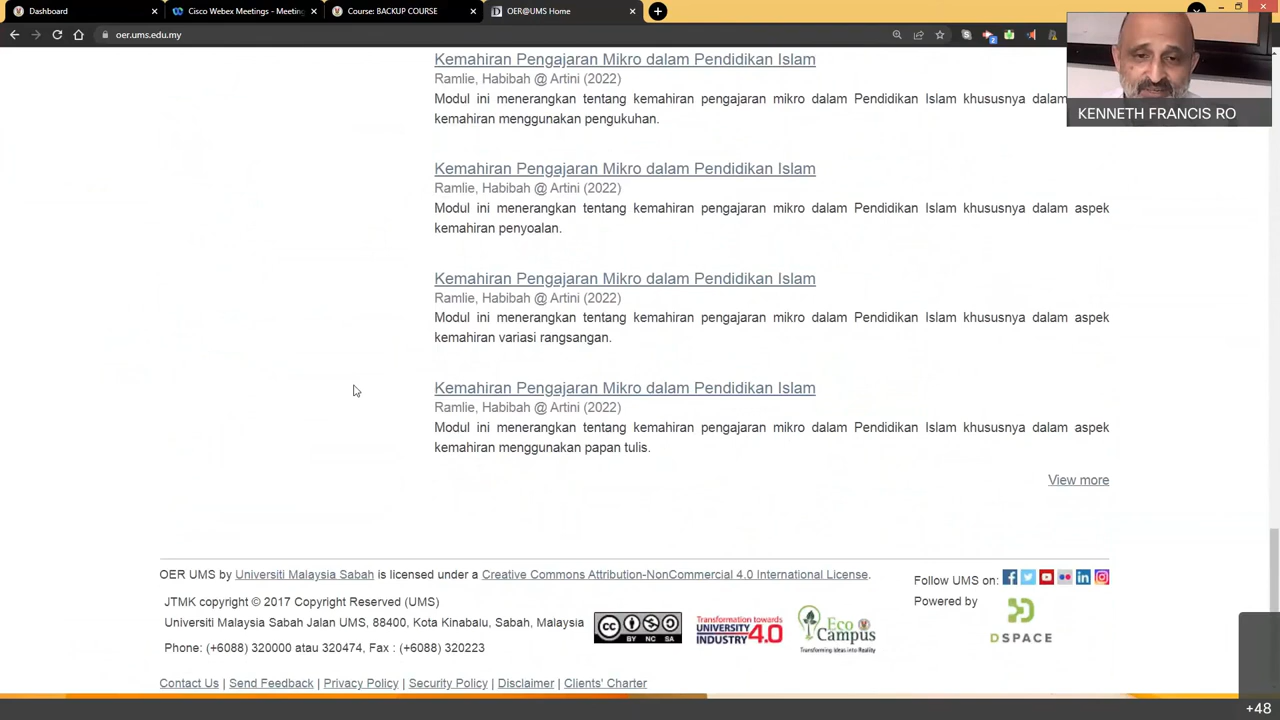 Dashboard
Cisco Webex Meetings - Meeting
Course: BACKUP COURSE
OER@UMS Home
oer.ums.edu.my
2
KENNETH FRANCIS RO
Kemahiran Pengajaran Mikro dalam Pendidikan Islam
Ramlie, Habibah @ Artini (2022)
Modul ini menerangkan tentang kemahiran pengajaran mikro dalam Pendidikan Islam khususnya dalam
kemahiran menggunakan pengukuhan.
Kemahiran Pengajaran Mikro dalam Pendidikan Islam
Ramlie, Habibah @ Artini (2022)
Modul ini menerangkan tentang kemahiran pengajaran mikro dalam Pendidikan Islam khususnya dalam aspek
kemahiran penyoalan.
Kemahiran Pengajaran Mikro dalam Pendidikan Islam
Ramlie, Habibah @ Artini (2022)
Modul ini menerangkan tentang kemahiran pengajaran mikro dalam Pendidikan Islam khususnya dalam aspek
kemahiran variasi rangsangan.
Kemahiran Pengajaran Mikro dalam Pendidikan Islam
Ramlie, Habibah @ Artini (2022)
Modul ini menerangkan tentang kemahiran pengajaran mikro dalam Pendidikan Islam khususnya dalam aspek
kemahiran menggunakan papan tulis.
View more
OER UMS by Universiti Malaysia Sabah is licensed under a Creative Commons Attribution-NonCommercial 4.0 International License.
JTMK copyright © 2017 Copyright Reserved (UMS)
Universiti Malaysia Sabah Jalan UMS, 88400, Kota Kinabalu, Sabah, Malaysia
Phone: (+6088) 320000 atau 320474, Fax : (+6088) 320223
cc BY NC SA
Transformation towards
UNIVERSITY 4.0
INDUSTRY
Eco
Campus
Transforming Ideas into Reality
Follow UMS on:
Powered by
DSPACE
Contact Us | Send Feedback | Privacy Policy | Security Policy | Disclaimer | Clients' Charter
+48